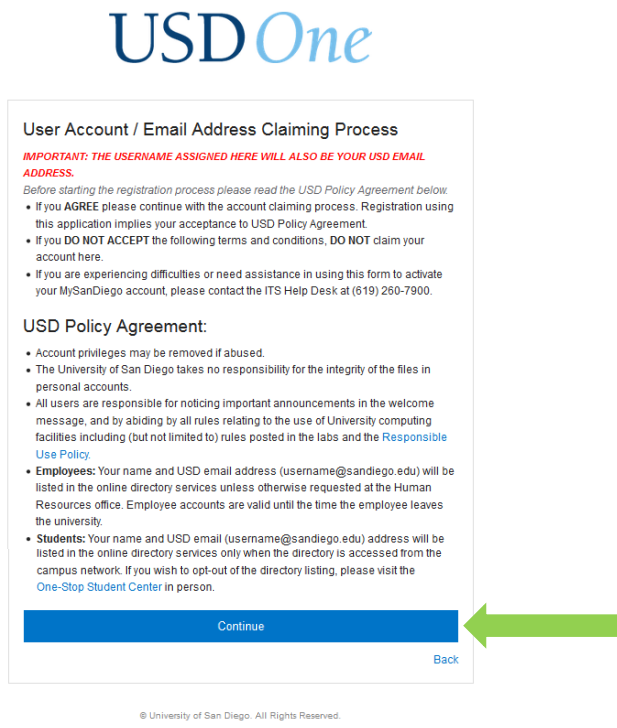 USD One
User Account / Email Address Claiming Process
IMPORTANT: THE USERNAME ASSIGNED HERE WILL ALSO BE YOUR USD EMAIL
ADDRESS.
Before starting the registration process please read the USD Policy Agreement below.
• If you AGREE please continue with the account claiming process. Registration using
this application implies your acceptance to USD Policy Agreement.
• If you DO NOT ACCEPT the following terms and conditions, DO NOT claim your
account here.
• If you are experiencing difficulties or need assistance in using this form to activate
your MySanDiego account, please contact the ITS Help Desk at (619) 260-7900.
USD Policy Agreement:
• Account privileges may be removed if abused.
• The University of San Diego takes no responsibility for the integrity of the files in
personal accounts.
• All users are responsible for noticing important announcements in the welcome
message, and by abiding by all rules relating to the use of University computing
facilities including (but not limited to) rules posted in the labs and the Responsible
Use Policy.
• Employees: Your name and USD email address (username@sandiego.edu) will be
listed in the online directory services unless otherwise requested at the Human
Resources office. Employee accounts are valid until the time the employee leaves
the university.
• Students: Your name and USD email (username@sandiego.edu) address will be
listed in the online directory services only when the directory is accessed from the
campus network. If you wish to opt-out of the directory listing, please visit the
One-Stop Student Center in person.
Continue
Back
© University of San Diego. All Rights Reserved.